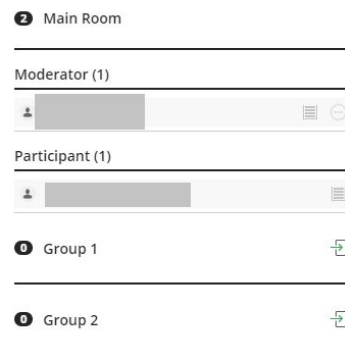 2 Main Room
Moderator (1)
Participant (1)
0 Group 1
0 Group 2